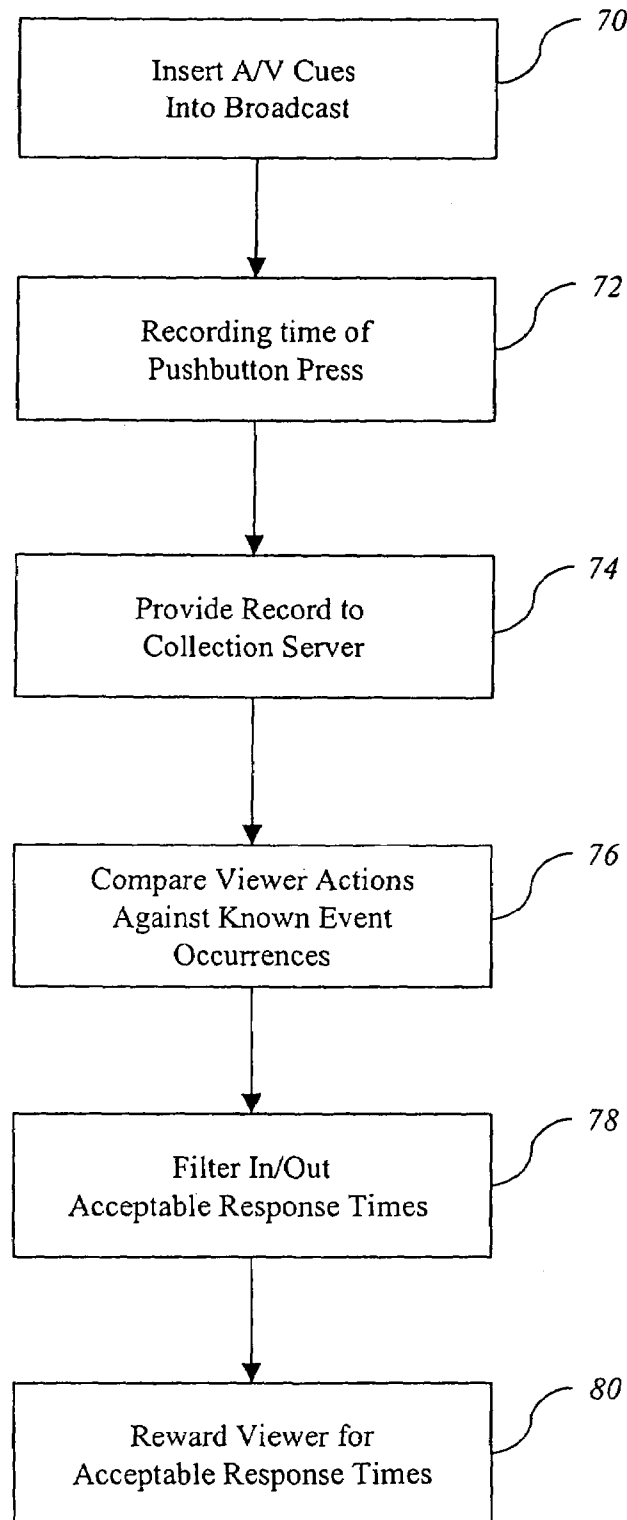 70
Insert A/V Cues
Into Broadcast
72
Recording time of
Pushbutton Press
74
Provide Record to
Collection Server
76
Compare Viewer Actions
Against Known Event
Occurrences
78
Filter In/Out
Acceptable Response Times
80
Reward Viewer for
Acceptable Response Times